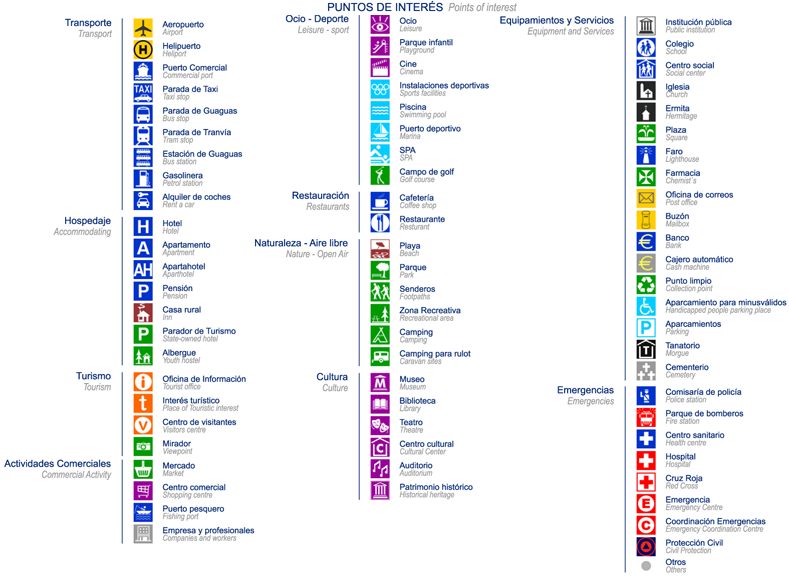 PUNTOS DE INTERÉS Points of interest
Transporte
Transport
Aeropuerto
Airport
H
Helipuerto
Heliport
Puerto Comercial
Commercial port
TAXI
Parada de Taxi
Taxi stop
Parada de Guaguas
Bus stop
Parada de Tranvía
Tram stop
Estación de Guaguas
Bus station
Gasolinera
Petrol station
Alquiler de coches
Rent a car
Hospedaje
Accommodating
H
Hotel
Hotel
A
Apartamento
Apartment
AH
Apartahotel
Aparthotel
P
Pensión
Pension
Casa rural
Inn
P
Parador de Turismo
State-owned hotel
Albergue
Youth hostel
Turismo
Tourism
i
Oficina de Información
Tourist office
t
Interés turístico
Place of Touristic interest
V
Centro de visitantes
Visitors centre
Mirador
Viewpoint
Actividades Comerciales
Commercial Activity
Mercado
Market
Centro comercial
Shopping centre
Puerto pesquero
Fishing port
Empresa y profesionales
Companies and workers
Ocio - Deporte
Leisure - sport
Ocio
Leisure
Parque infantil
Playground
Cine
Cinema
Instalaciones deportivas
Sports facilities
Piscina
Swimming pool
Puerto deportivo
Marina
SPA
SPA
Campo de golf
Golf course
Restauración
Restaurants
Cafetería
Coffee shop
Restaurante
Resturant
Naturaleza - Aire libre
Nature - Open Air
Playa
Beach
Parque
Park
Senderos
Footpaths
Zona Recreativa
Recreational area
Camping
Camping
Camping para rulot
Caravan sites
Cultura
Culture
M
Museo
Museum
Biblioteca
Library
Teatro
Theatre
C
Centro cultural
Cultural Center
Auditorio
Auditorium
Patrimonio histórico
Historical heritage
Equipamientos y Servicios
Equipment and Services
Institución pública
Public institution
Colegio
School
Centro social
Social center
Iglesia
Church
Ermita
Hermitage
Plaza
Square
Faro
Lighthouse
Farmacia
Chemist´s
Oficina de correos
Post office
Buzón
Mailbox
€
Banco
Bank
€
Cajero automático
Cash machine
Punto limpio
Collection point
Aparcamiento para minusválidos
Handicapped people parking place
P
Aparcamientos
Parking
Tanatorio
Morgue
Cementerio
Cemetery
Emergencias
Emergencies
Comisaría de policía
Police station
Parque de bomberos
Fire station
Centro sanitario
Health centre
Hospital
Hospital
Cruz Roja
Red Cross
E
Emergencia
Emergency Centre
C
Coordinación Emergencias
Emergency Coordination Centre
Protección Civil
Civil Protection
Otros
Others